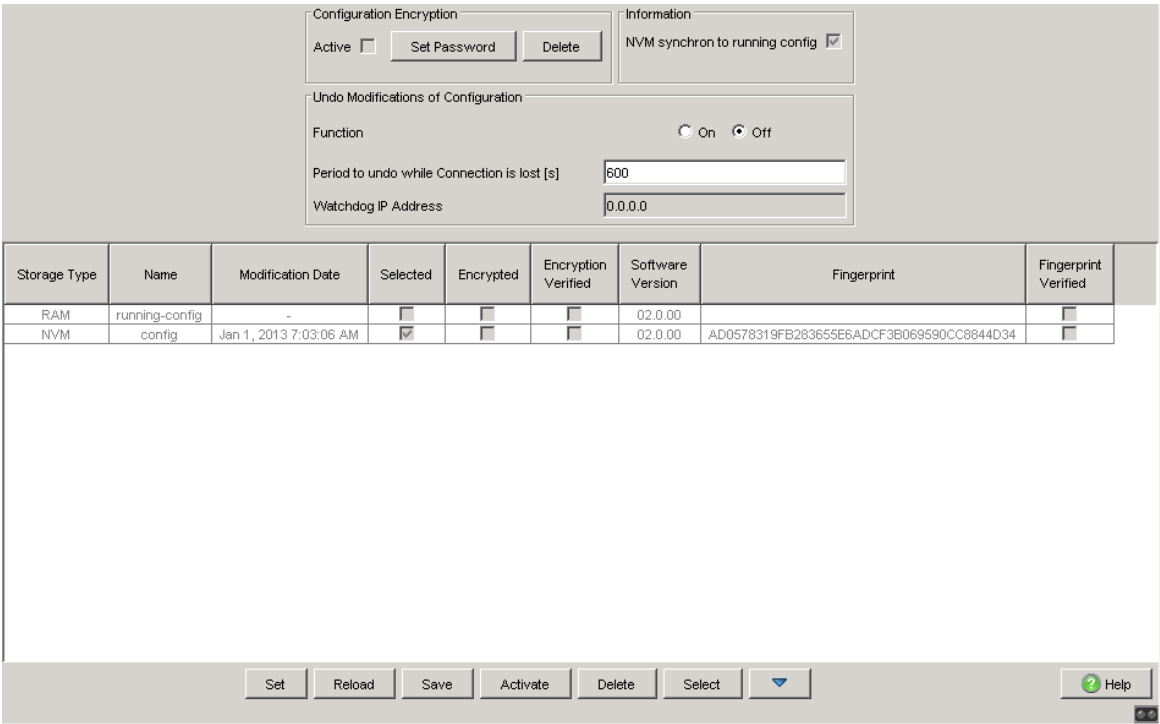 Configuration Encryption
Information
Active Set Password Delete
NVM synchron to running config
Undo Modifications of Configuration
Function On Off
Period to undo while Connection is lost [s] 600
Watchdog IP Address 0.0.0.0
Storage Type Name Modification Date Selected Encrypted Encryption Verified Software Version Fingerprint Fingerprint Verified
RAM running-config - 02.0.00
NVM config Jan 1, 2013 7:03:06 AM 02.0.00 AD0578319FB283655E6ADCF3B069590CC8844D34
Set Reload Save Activate Delete Select Help